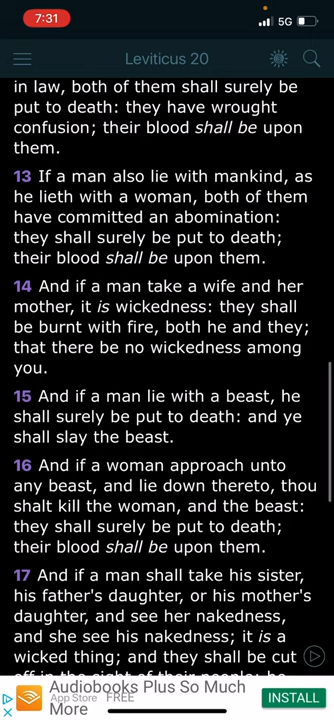 7:31
5G
Leviticus 20
in law, both of them shall surely be
put to death: they have wrought
confusion; their blood shall be upon
them.
13 If a man also lie with mankind, as
he lieth with a woman, both of them
have committed an abomination:
they shall surely be put to death;
their blood shall be upon them.
14 And if a man take a wife and her
mother, it is wickedness: they shall
be burnt with fire, both he and they;
that there be no wickedness among
you.
15 And if a man lie with a beast, he
shall surely be put to death: and ye
shall slay the beast.
16 And if a woman approach unto
any beast, and lie down thereto, thou
shalt kill the woman, and the beast:
they shall surely be put to death;
their blood shall be upon them.
17 And if a man shall take his sister,
his father's daughter, or his mother's
daughter, and see her nakedness,
and she see his nakedness; it is a
wicked thing; and they shall be cut
off in the sight of their people: he
Audiobooks Plus So Much
More
App Store FREE
INSTALL